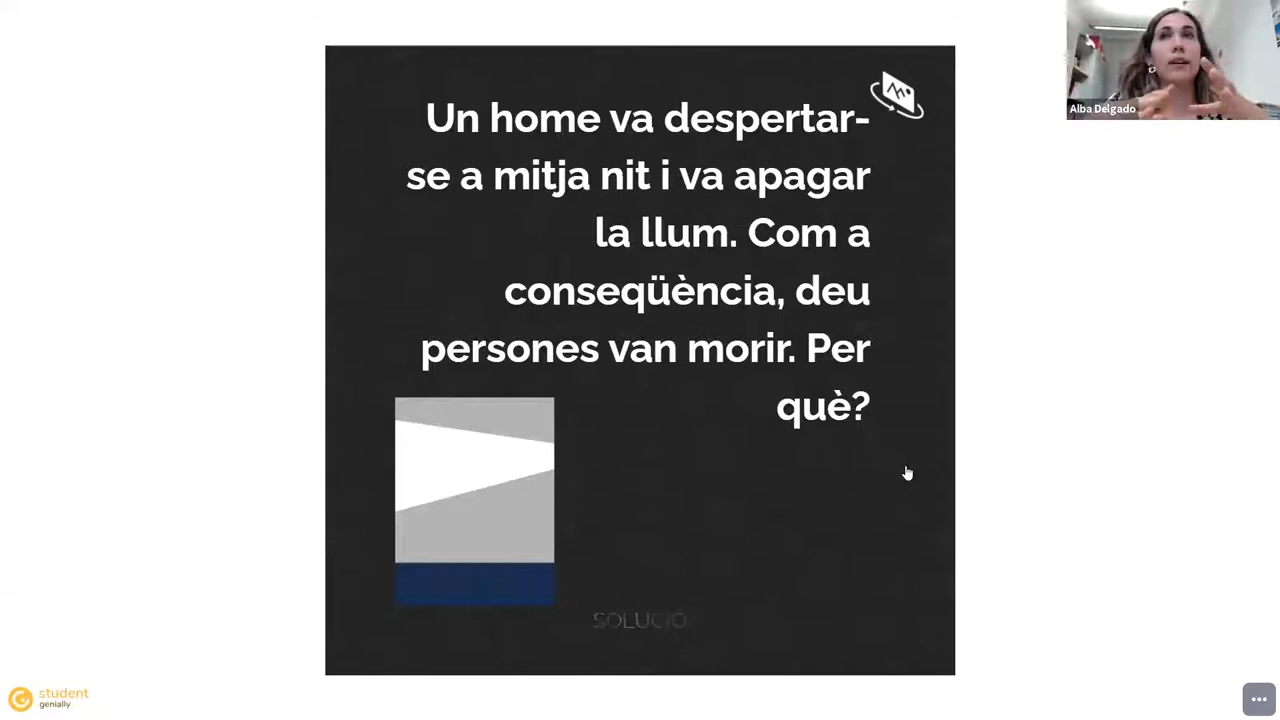 Un home va despertar-
se a mitja nit i va apagar
la llum. Com a
conseqüència, deu
persones van morir. Per
què?
SOLUCIÓ
Alba Delgado
student
genially